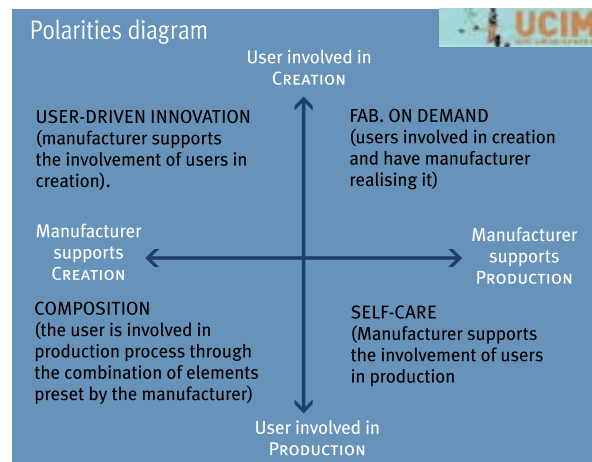 Polarities diagram
UCIM
User involved in
CREATION
USER-DRIVEN INNOVATION
(manufacturer supports
the involvement of users in
creation).
FAB. ON DEMAND
(users involved in creation
and have manufacturer
realising it)
Manufacturer
supports
CREATION
Manufacturer
supports
PRODUCTION
COMPOSITION
(the user is involved in
production process through
the combination of elements
preset by the manufacturer)
SELF-CARE
(Manufacturer supports
the involvement of users
in production
User involved in
PRODUCTION